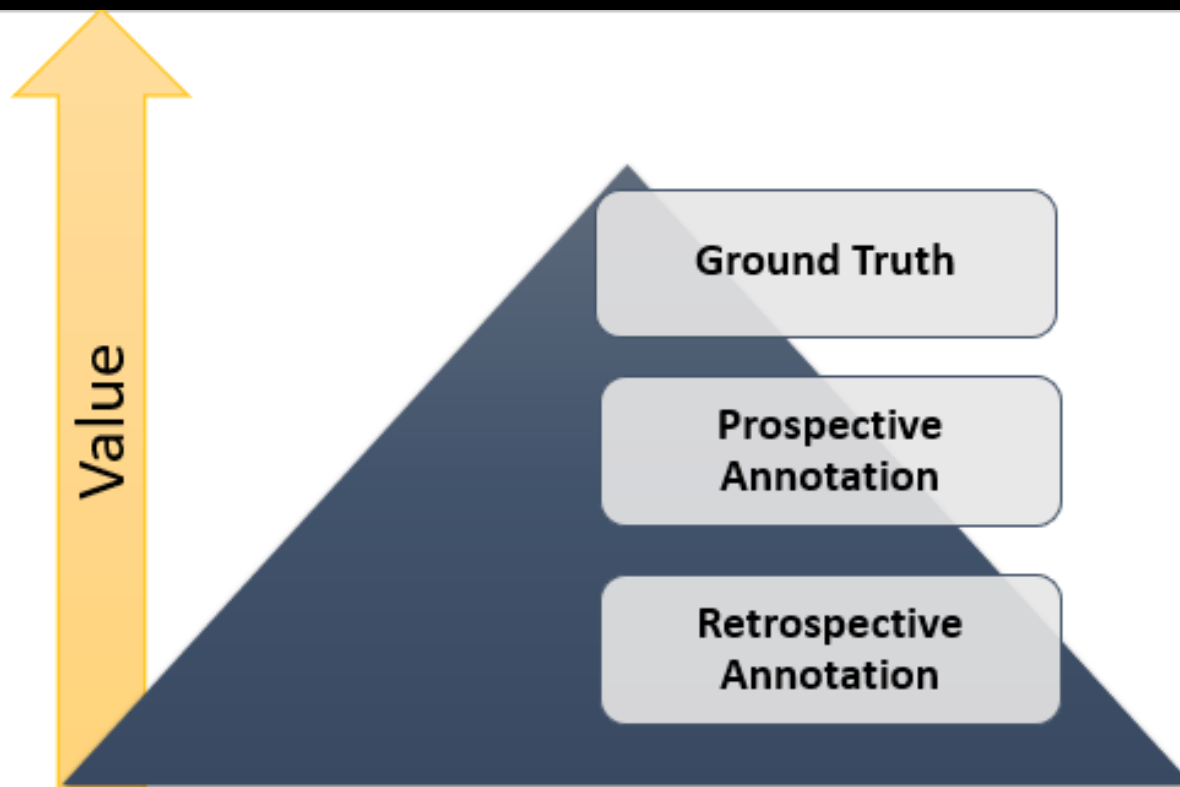 Value
Ground Truth
Prospective
Annotation
Retrospective
Annotation